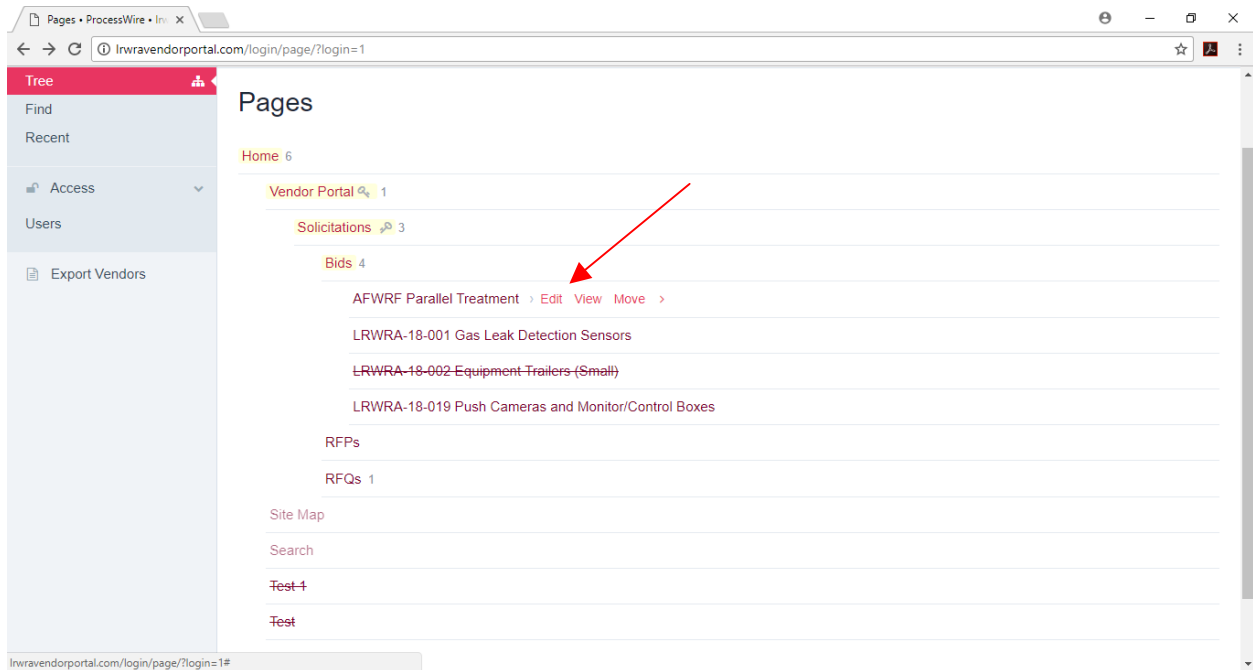 Pages • ProcessWire • lrw
lrwravendorportal.com/login/page/?login=1
Tree
Find
Recent
Access
Users
Export Vendors
Pages
Home 6
Vendor Portal 1
Solicitations 3
Bids 4
AFWRF Parallel Treatment Edit View Move
LRWRA-18-001 Gas Leak Detection Sensors
LRWRA-18-002 Equipment Trailers (Small)
LRWRA-18-019 Push Cameras and Monitor/Control Boxes
RFPs
RFQs 1
Site Map
Search
Test 1
Test
lrwravendorportal.com/login/page/?login=1#